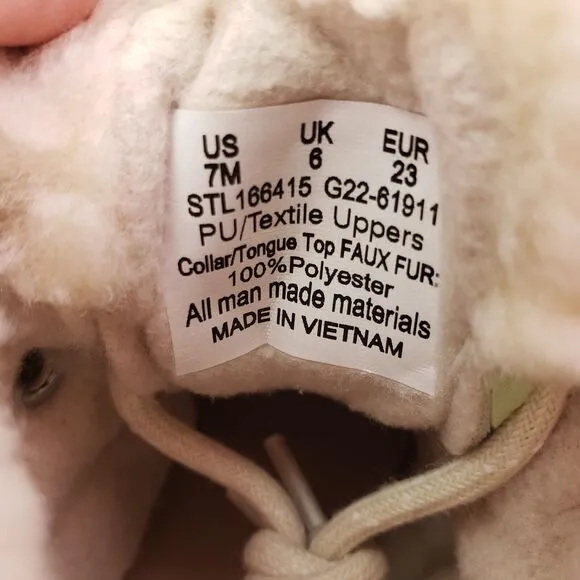 US UK EUR
7M 6 23
STL166415 G22-61911
PU/Textile Uppers
Collar/Tongue Top FAUX FUR:
100%Polyester
All man made materials
MADE IN VIETNAM